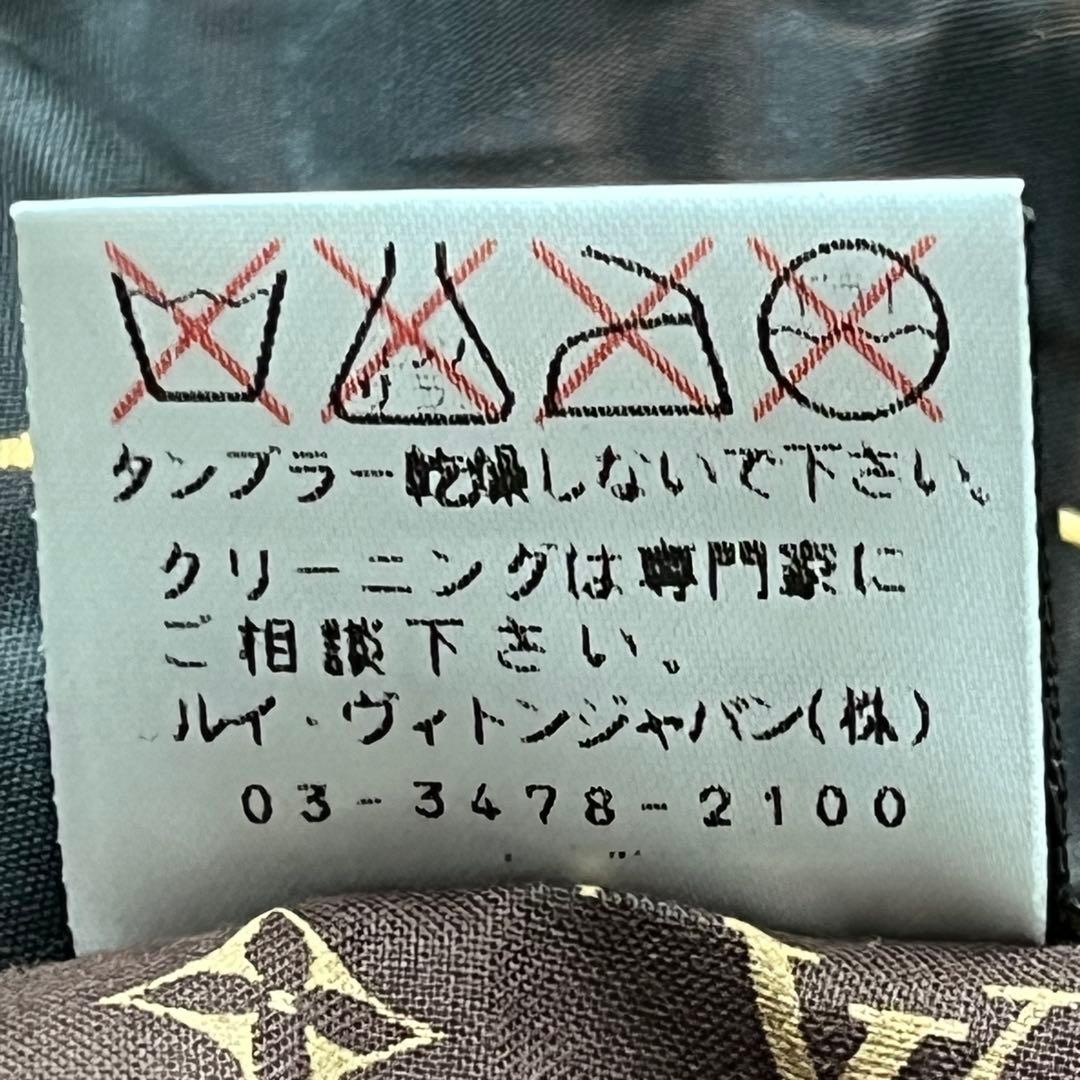 タンブラー乾燥しないで下さい、
クリーニングは専門家に
ご相談下さい。
ルイ・ヴィトンジャパン(株)
03-3478-2100